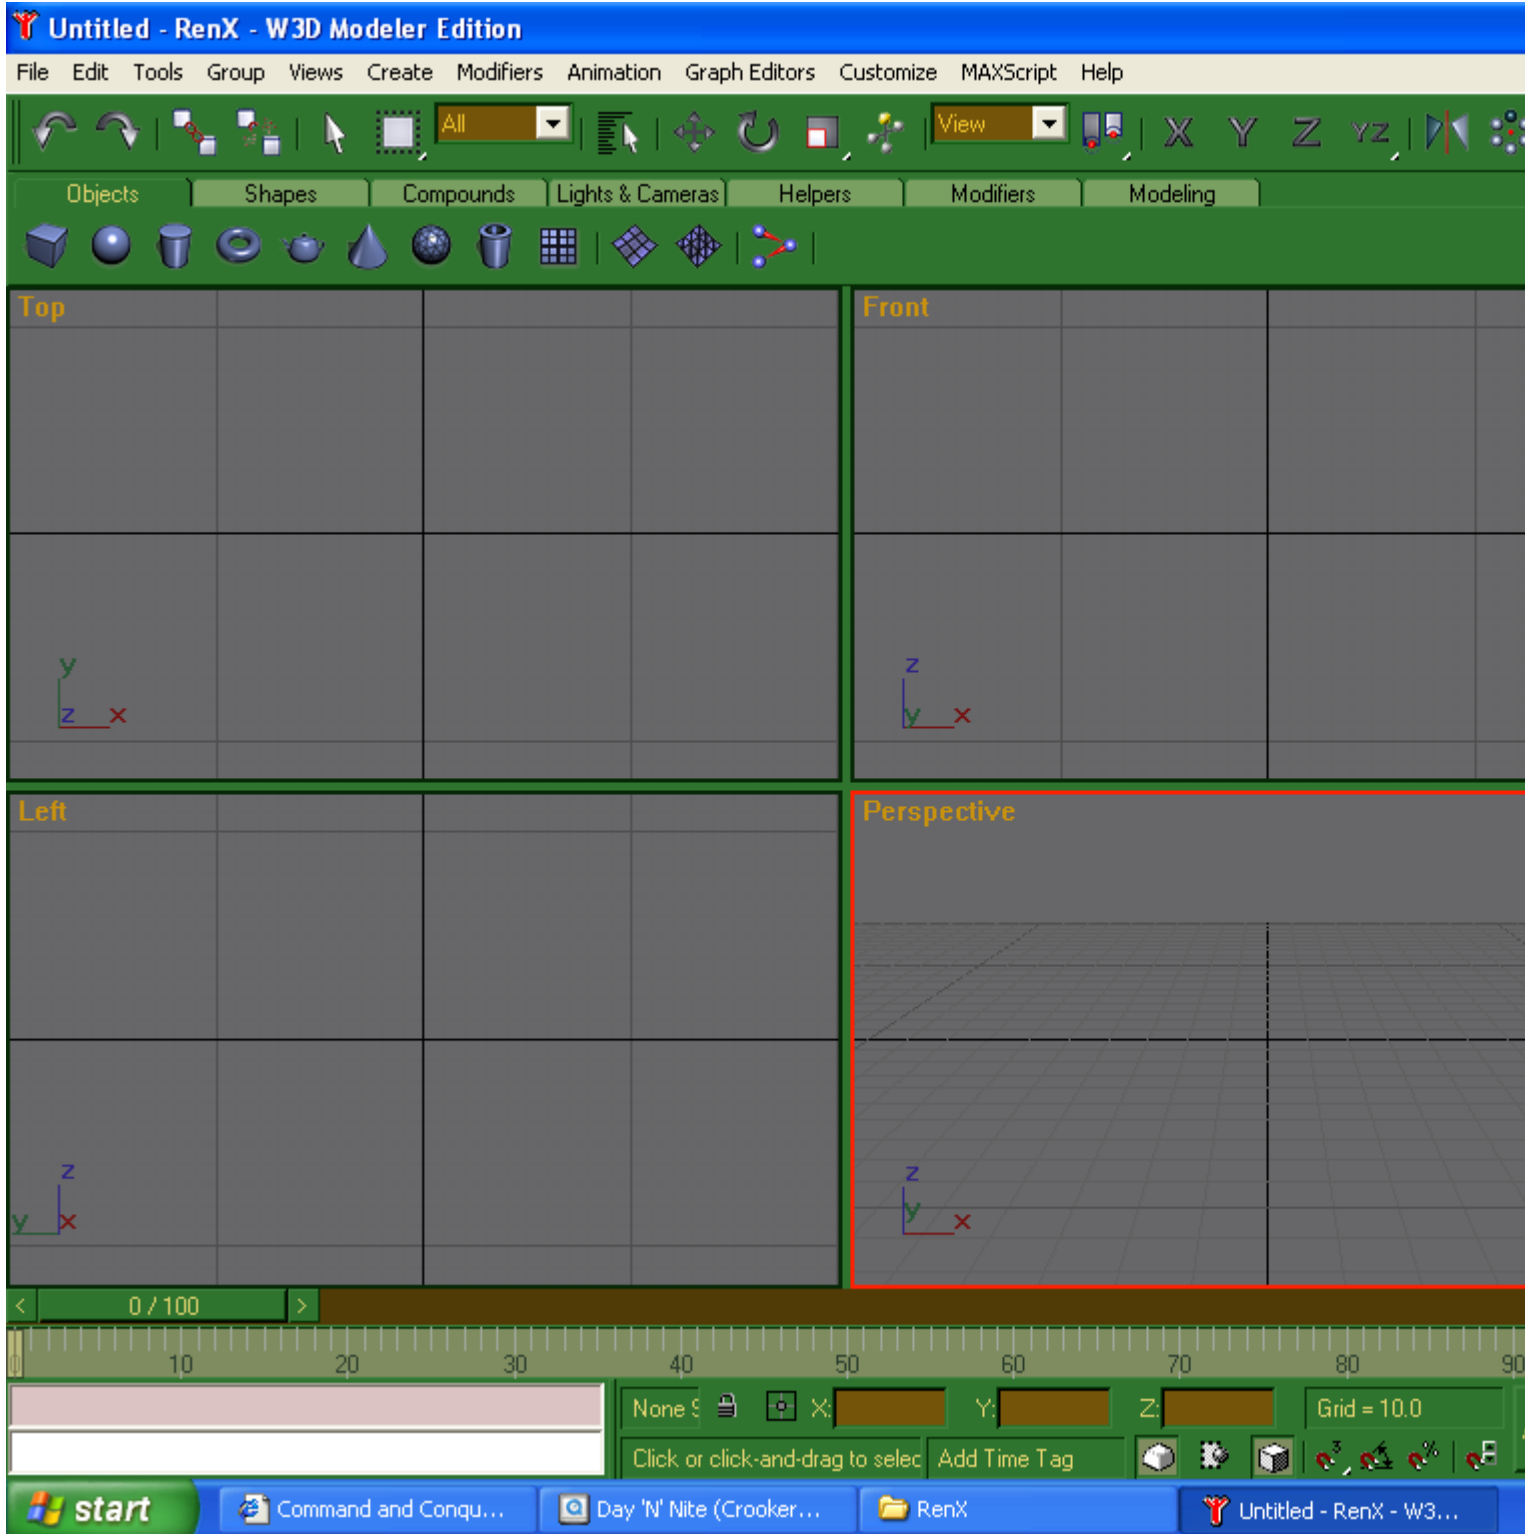 Untitled - RenX - W3D Modeler Edition
File Edit Tools Group Views Create Modifiers Animation Graph Editors Customize MAXScript Help
All View X Y Z YZ
Objects Shapes Compounds Lights & Cameras Helpers Modifiers Modeling
Top Front
y z
z x y x
Left Perspective
z z
y x y x
< 0 / 100 >
0 10 20 30 40 50 60 70 80 90
None S X: Y: Z: Grid = 10.0
Click or click-and-drag to selec Add Time Tag 3 %
start Command and Conqu... Day 'N' Nite (Crooker... RenX Untitled - RenX - W3...